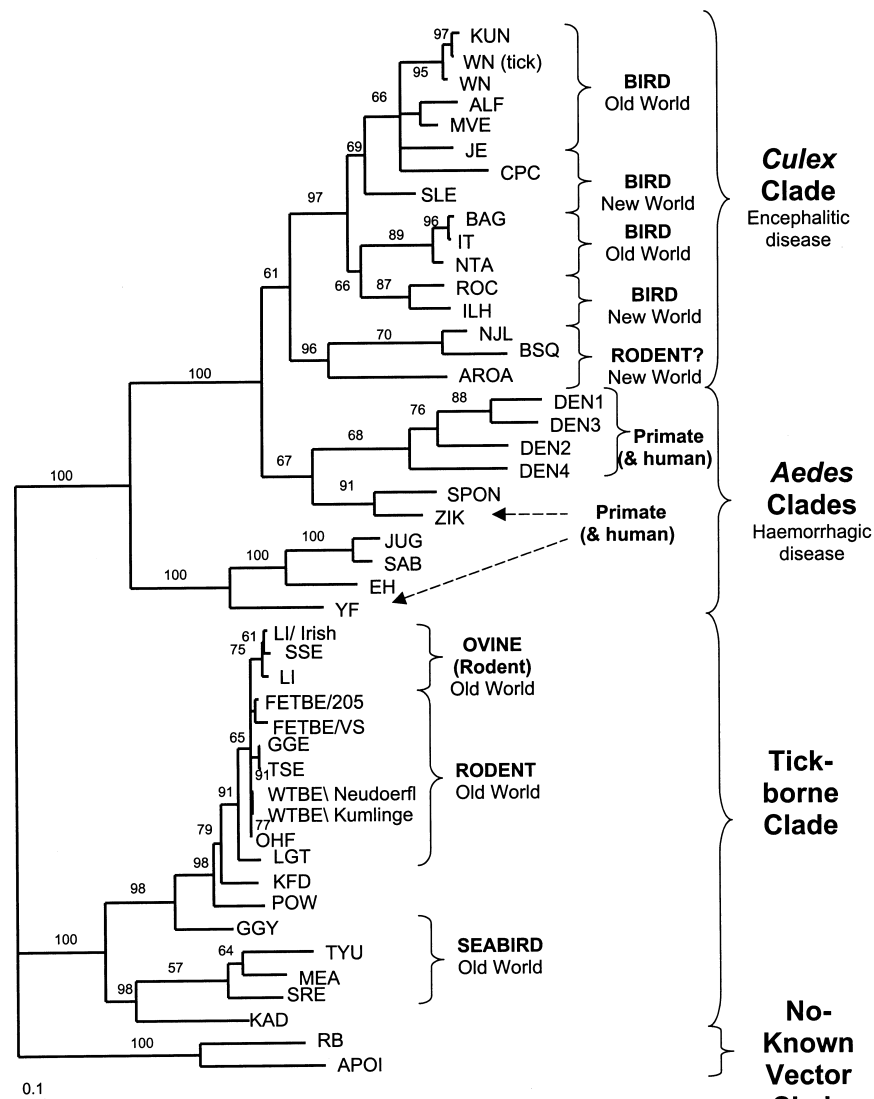 97
KUN
WN (tick)
95
WN
66
ALF
MVE
BIRD
Old World
69
JE
CPC
SLE
BIRD
New World
Culex
Clade
Encephalitic
disease
97
96
BAG
89
IT
NTA
BIRD
Old World
66
87
ROC
ILH
BIRD
New World
61
70
NJL
BSQ
96
AROA
RODENT?
New World
100
88
DEN1
76
DEN3
68
DEN2
DEN4
Primate
(& human)
67
91
SPON
ZIK
Primate
(& human)
Aedes
Clades
Haemorrhagic
disease
100
100
JUG
100
SAB
100
EH
YF
61
LI/ Irish
75
SSE
LI
OVINE
(Rodent)
Old World
FETBE/205
FETBE/VS
65
GGE
TSE
91
WTBE\ Neudoerfl
WTBE\ Kumlinge
77
OHF
91
LGT
RODENT
Old World
Tick-
borne
Clade
79
98
KFD
POW
98
GGY
100
64
TYU
57
MEA
98
SRE
KAD
SEABIRD
Old World
100
RB
APOI
No-
Known
Vector
0.1